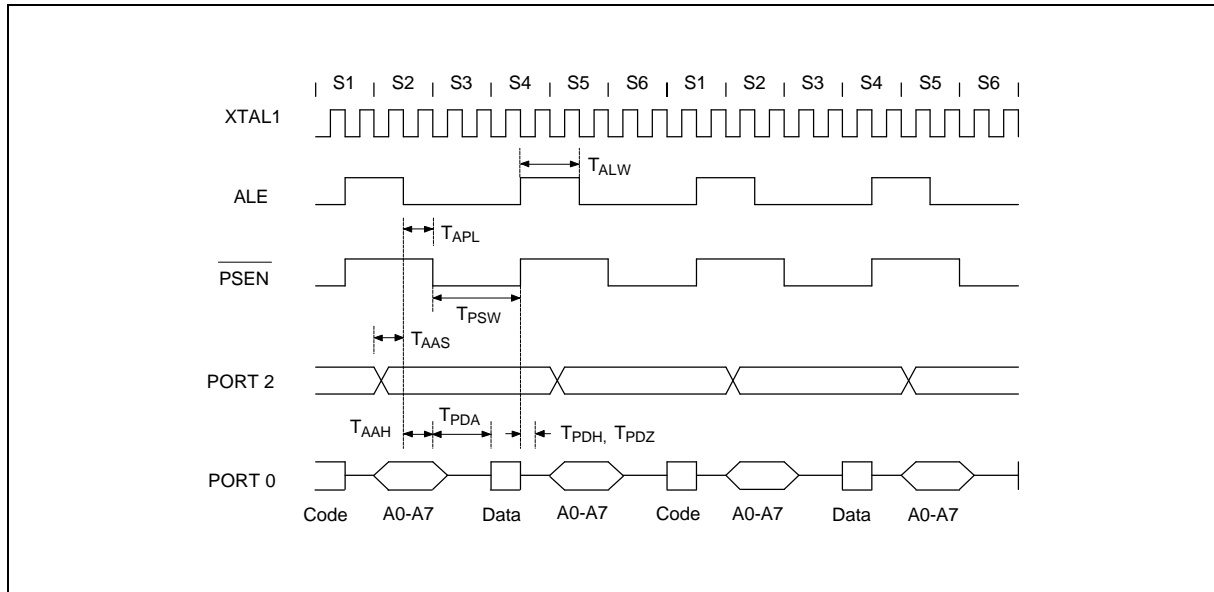 S1 S2 S3 S4 S5 S6 S1 S2 S3 S4 S5 S6
XTAL1
TALW
ALE
TAPL
PSEN
TPSW
TAAS
PORT 2
TAAH TPDA TPDH, TPDZ
PORT 0
Code A0-A7 Data A0-A7 Code A0-A7 Data A0-A7